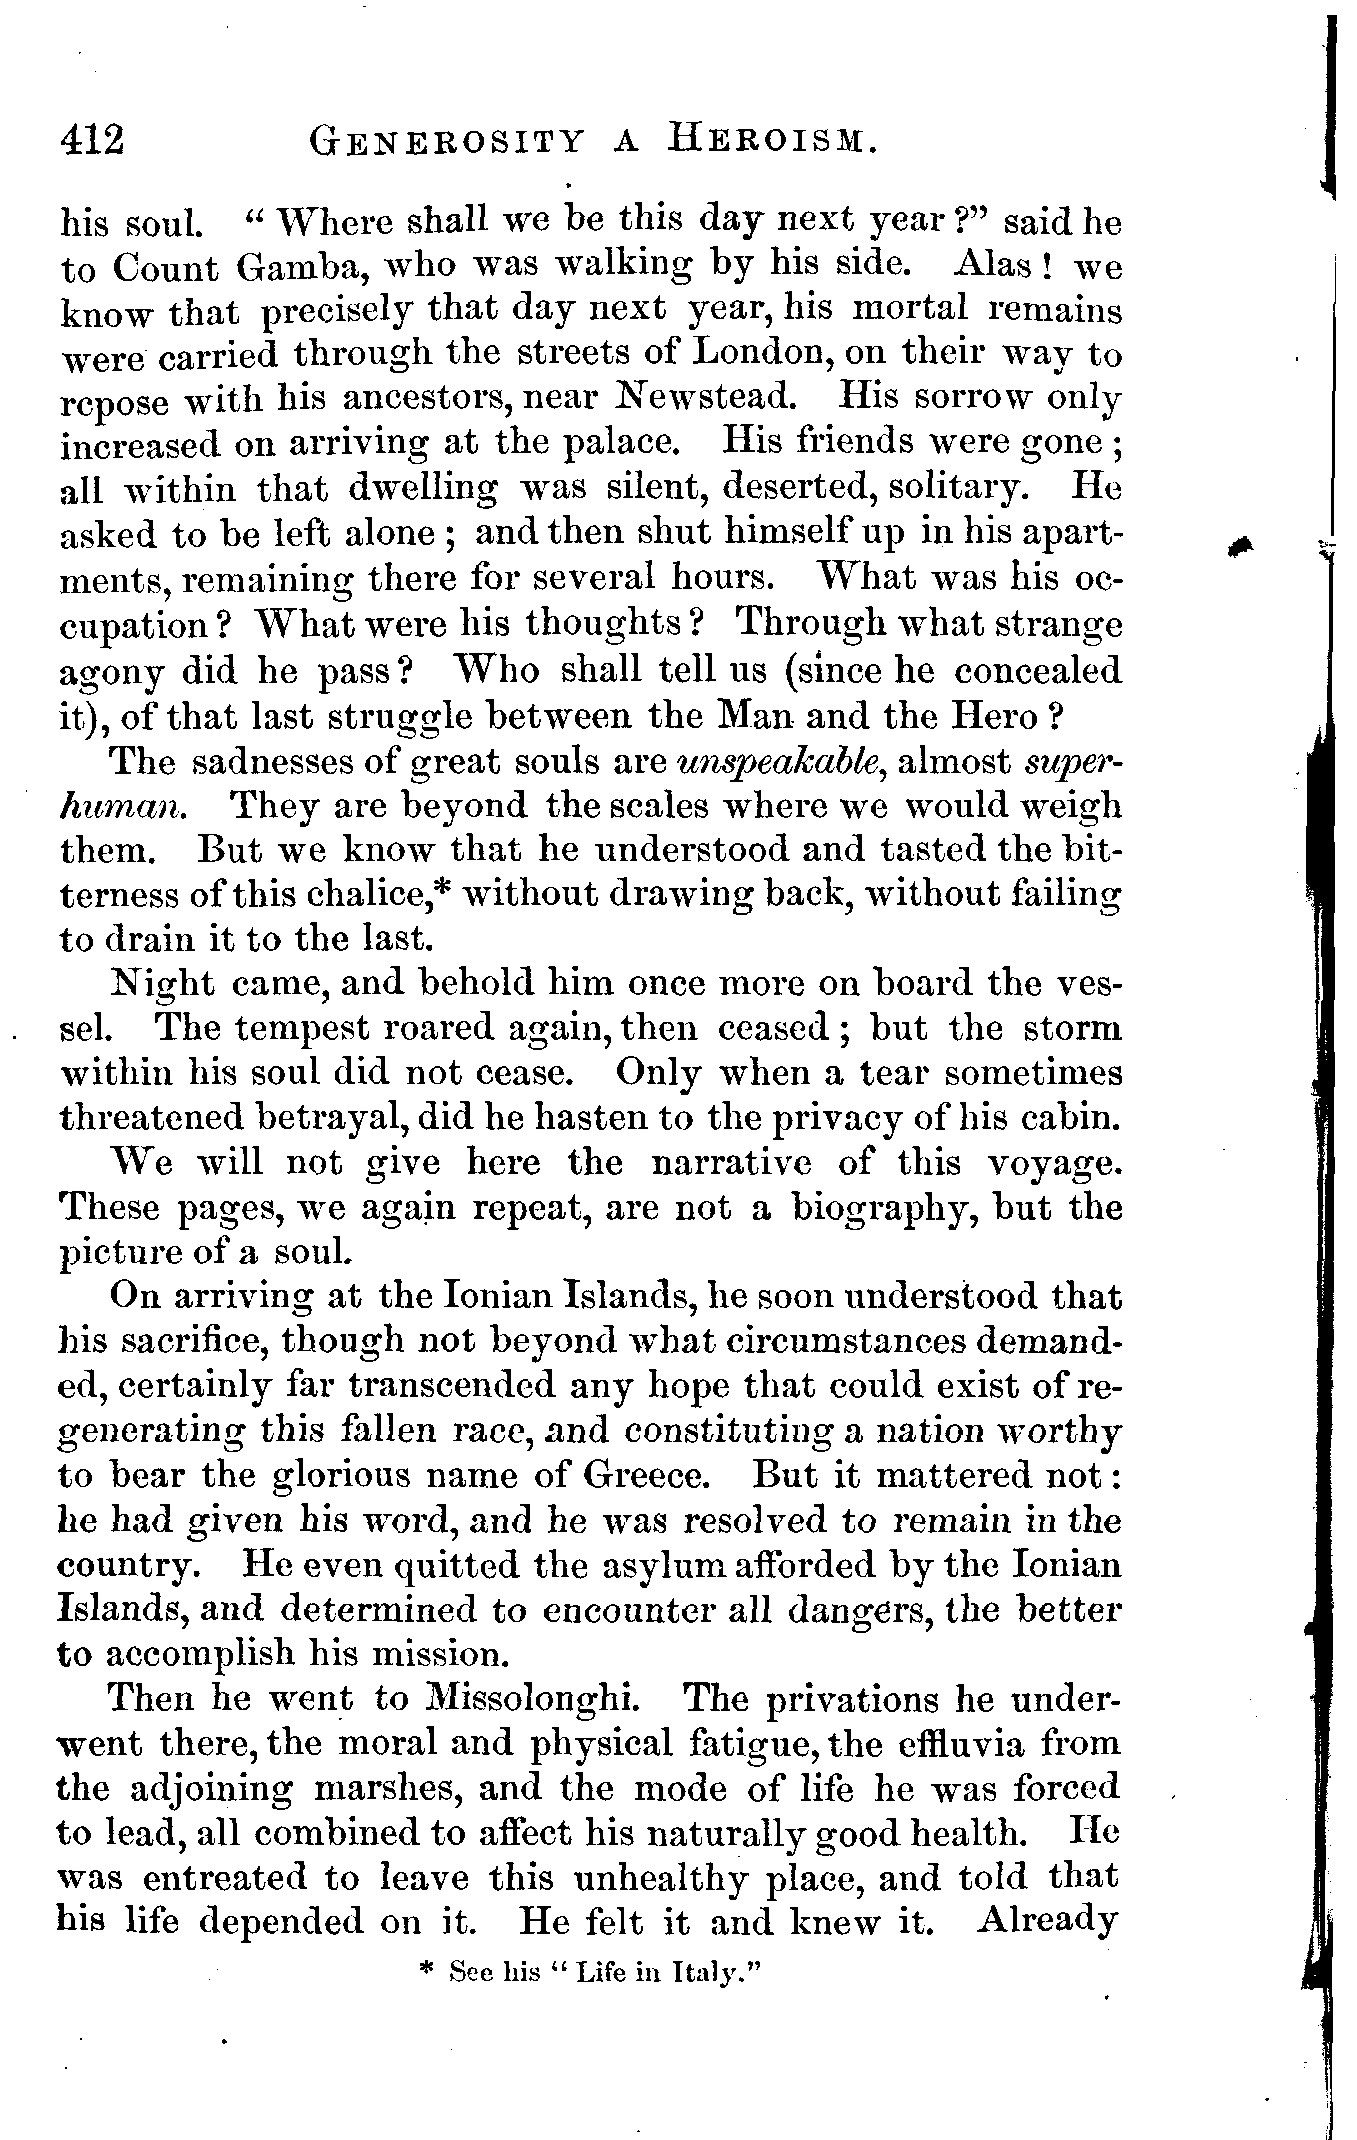 412 GENEROSITY A HEROISM.
his soul. "Where shall we be this day next year?" said he
to Count Gamba, who was walking by his side. Alas! we
know that precisely that day next year, his mortal remains
were carried through the streets of London, on their way to
repose with his ancestors, near Newstead. His sorrow only
increased on arriving at the palace. His friends were gone;
all within that dwelling was silent, deserted, solitary. He
asked to be left alone; and then shut himself up in his apart-
ments, remaining there for several hours. What was his oc-
cupation? What were his thoughts? Through what strange
agony did he pass? Who shall tell us (since he concealed
it), of that last struggle between the Man and the Hero?
The sadnesses of great souls are unspeakable, almost super-
human. They are beyond the scales where we would weigh
them. But we know that he understood and tasted the bit-
terness of this chalice,* without drawing back, without failing
to drain it to the last.
Night came, and behold him once more on board the ves-
sel. The tempest roared again, then ceased; but the storm
within his soul did not cease. Only when a tear sometimes
threatened betrayal, did he hasten to the privacy of his cabin.
We will not give here the narrative of this voyage.
These pages, we again repeat, are not a biography, but the
picture of a soul.
On arriving at the Ionian Islands, he soon understood that
his sacrifice, though not beyond what circumstances demand-
ed, certainly far transcended any hope that could exist of re-
generating this fallen race, and constituting a nation worthy
to bear the glorious name of Greece. But it mattered not:
he had given his word, and he was resolved to remain in the
country. He even quitted the asylum afforded by the Ionian
Islands, and determined to encounter all dangers, the better
to accomplish his mission.
Then he went to Missolonghi. The privations he under-
went there, the moral and physical fatigue, the effluvia from
the adjoining marshes, and the mode of life he was forced
to lead, all combined to affect his naturally good health. He
was entreated to leave this unhealthy place, and told that
his life depended on it. He felt it and knew it. Already
* See his "Life in Italy."